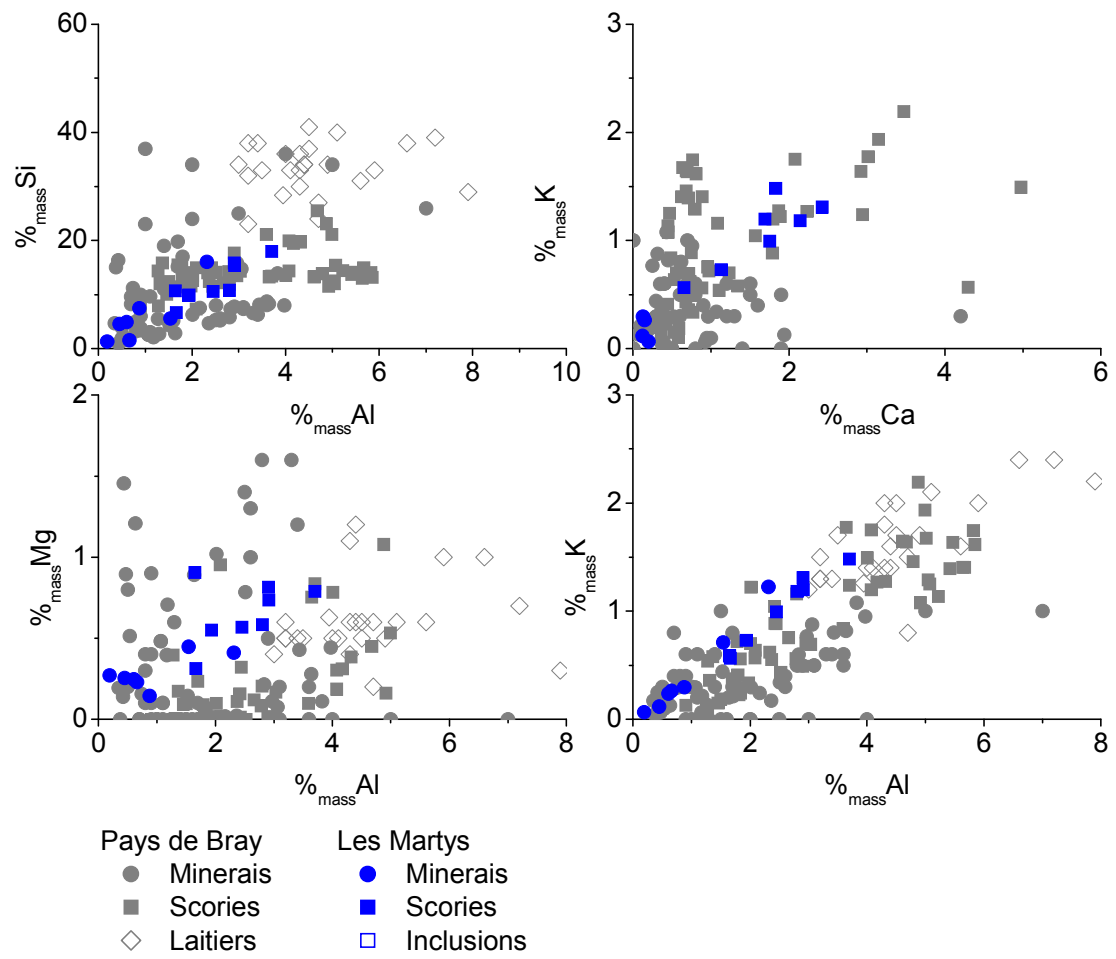 60
40
20
0
%massSi
0 2 4 6 8 10
%massAl
3
2
1
0
%massK
0 2 4 6
%massCa
2
1
0
%massMg
0 2 4 6 8
%massAl
3
2
1
0
%massK
0 2 4 6 8
%massAl
Pays de Bray
Minerais
Scories
Laitiers
Les Martys
Minerais
Scories
Inclusions